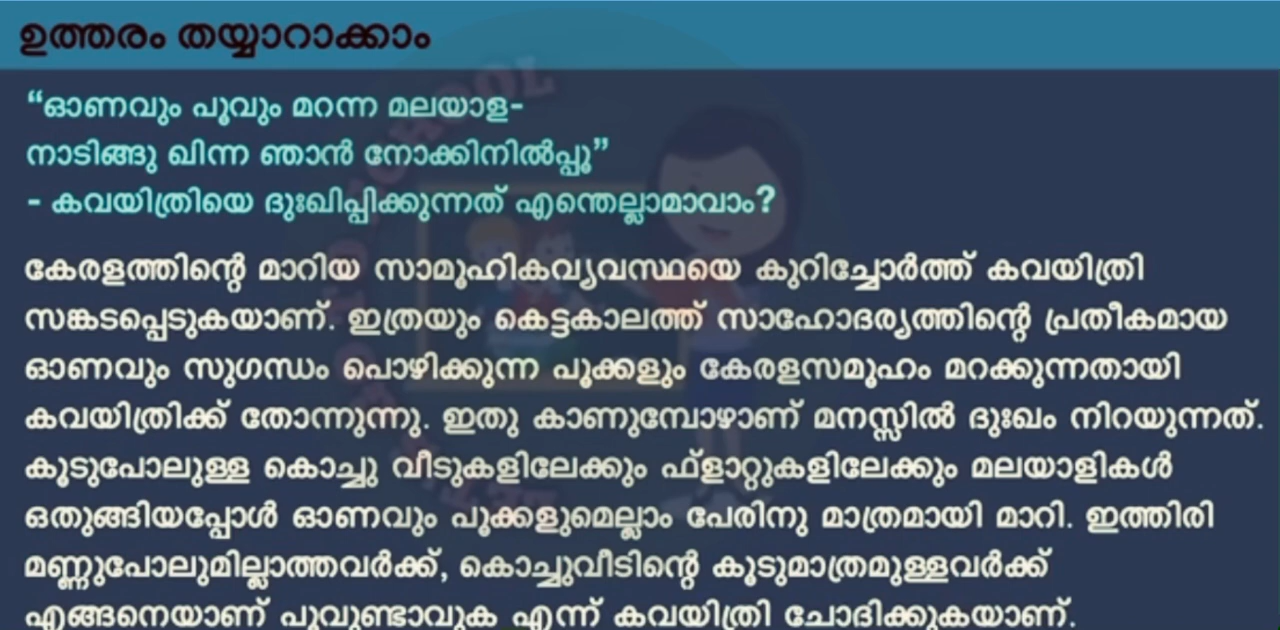 ഉത്തരം തയ്യാറാക്കാം
“ഓണവും പൂവും മറന്ന മലയാള-
നാടിങ്ങു ഖിന്ന ഞാൻ നോക്കിനിൽപ്പൂ”
- കവയിത്രിയെ ദുഃഖിപ്പിക്കുന്നത് എന്തെല്ലാമാവാം?
കേരളത്തിന്റെ മാറിയ സാമൂഹികവ്യവസ്ഥയെ കുറിച്ചോർത്ത് കവയിത്രി
സങ്കടപ്പെടുകയാണ്. ഇത്രയും കെട്ടകാലത്ത് സാഹോദര്യത്തിന്റെ പ്രതീകമായ
ഓണവും സുഗന്ധം പൊഴിക്കുന്ന പൂക്കളും കേരളസമൂഹം മറക്കുന്നതായി
കവയിത്രിക്ക് തോന്നുന്നു. ഇതു കാണുമ്പോഴാണ് മനസ്സിൽ ദുഃഖം നിറയുന്നത്.
കൂടുപോലുള്ള കൊച്ചു വീടുകളിലേക്കും ഫ്ളാറ്റുകളിലേക്കും മലയാളികൾ
ഒതുങ്ങിയപ്പോൾ ഓണവും പൂക്കളുമെല്ലാം പേരിനു മാത്രമായി മാറി. ഇത്തിരി
മണ്ണുപോലുമില്ലാത്തവർക്ക്, കൊച്ചുവീടിന്റെ കൂടുമാത്രമുള്ളവർക്ക്
എങ്ങനെയാണ് പൂവുണ്ടാവുക എന്ന് കവയിത്രി ചോദിക്കുകയാണ്.